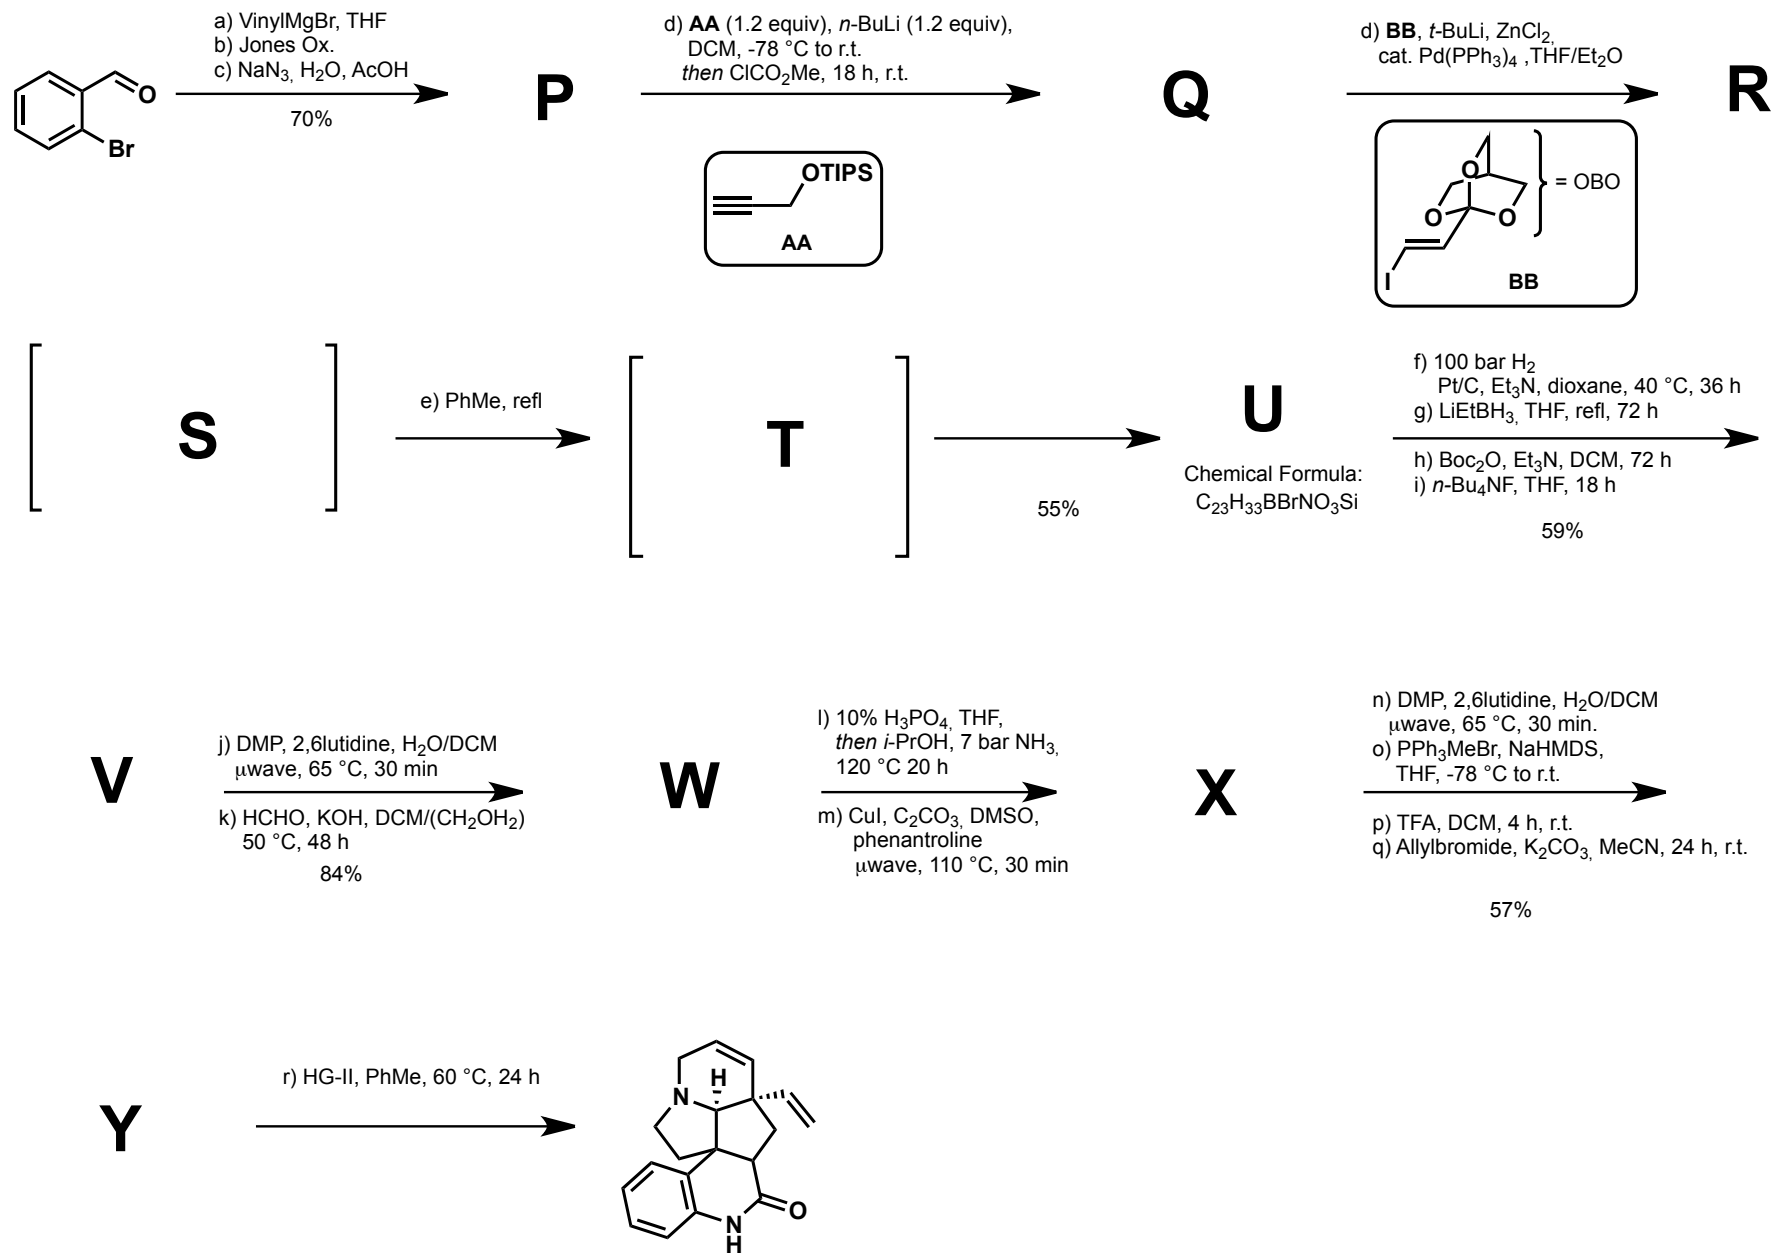 a) VinylMgBr, THF
b) Jones Ox.
c) NaN3, H2O, AcOH
70%
O
Br
P
d) AA (1.2 equiv), n-BuLi (1.2 equiv),
DCM, -78 °C to r.t.
then ClCO2Me, 18 h, r.t.
OTIPS
AA
Q
d) BB, t-BuLi, ZnCl2,
cat. Pd(PPh3)4 ,THF/Et2O
O
O
O
= OBO
I
BB
R
S
e) PhMe, refl
T
55%
U
Chemical Formula:
C23H33BBrNO3Si
f) 100 bar H2
Pt/C, Et3N, dioxane, 40 °C, 36 h
g) LiEtBH3, THF, refl, 72 h
h) Boc2O, Et3N, DCM, 72 h
i) n-Bu4NF, THF, 18 h
59%
V
j) DMP, 2,6lutidine, H2O/DCM
μwave, 65 °C, 30 min
k) HCHO, KOH, DCM/(CH2OH2)
50 °C, 48 h
84%
W
l) 10% H3PO4, THF,
then i-PrOH, 7 bar NH3,
120 °C 20 h
m) CuI, C2CO3, DMSO,
phenantroline
μwave, 110 °C, 30 min
X
n) DMP, 2,6lutidine, H2O/DCM
μwave, 65 °C, 30 min.
o) PPh3MeBr, NaHMDS,
THF, -78 °C to r.t.
p) TFA, DCM, 4 h, r.t.
q) Allylbromide, K2CO3, MeCN, 24 h, r.t.
57%
Y
r) HG-II, PhMe, 60 °C, 24 h
H
N
O
N
H